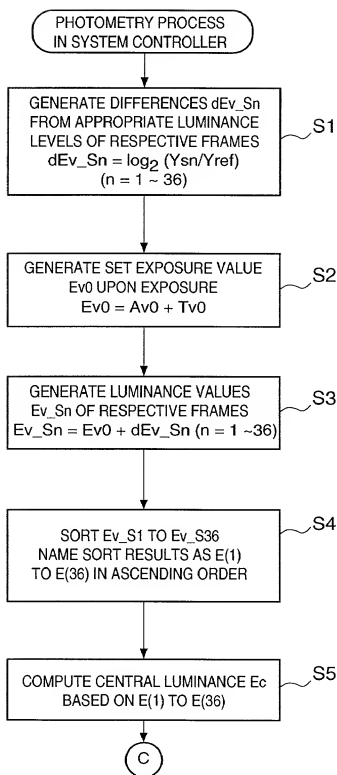 PHOTOMETRY PROCESS
IN SYSTEM CONTROLLER
GENERATE DIFFERENCES dEv_Sn
FROM APPROPRIATE LUMINANCE
LEVELS OF RESPECTIVE FRAMES
dEv_Sn = log2 (Ysn/Yref)
(n = 1 ~ 36)
S1
GENERATE SET EXPOSURE VALUE
Ev0 UPON EXPOSURE
Ev0 = Av0 + Tv0
S2
GENERATE LUMINANCE VALUES
Ev_Sn OF RESPECTIVE FRAMES
Ev_Sn = Ev0 + dEv_Sn (n = 1 ~36)
S3
SORT Ev_S1 TO Ev_S36
NAME SORT RESULTS AS E(1)
TO E(36) IN ASCENDING ORDER
S4
COMPUTE CENTRAL LUMINANCE Ec
BASED ON E(1) TO E(36)
S5
C